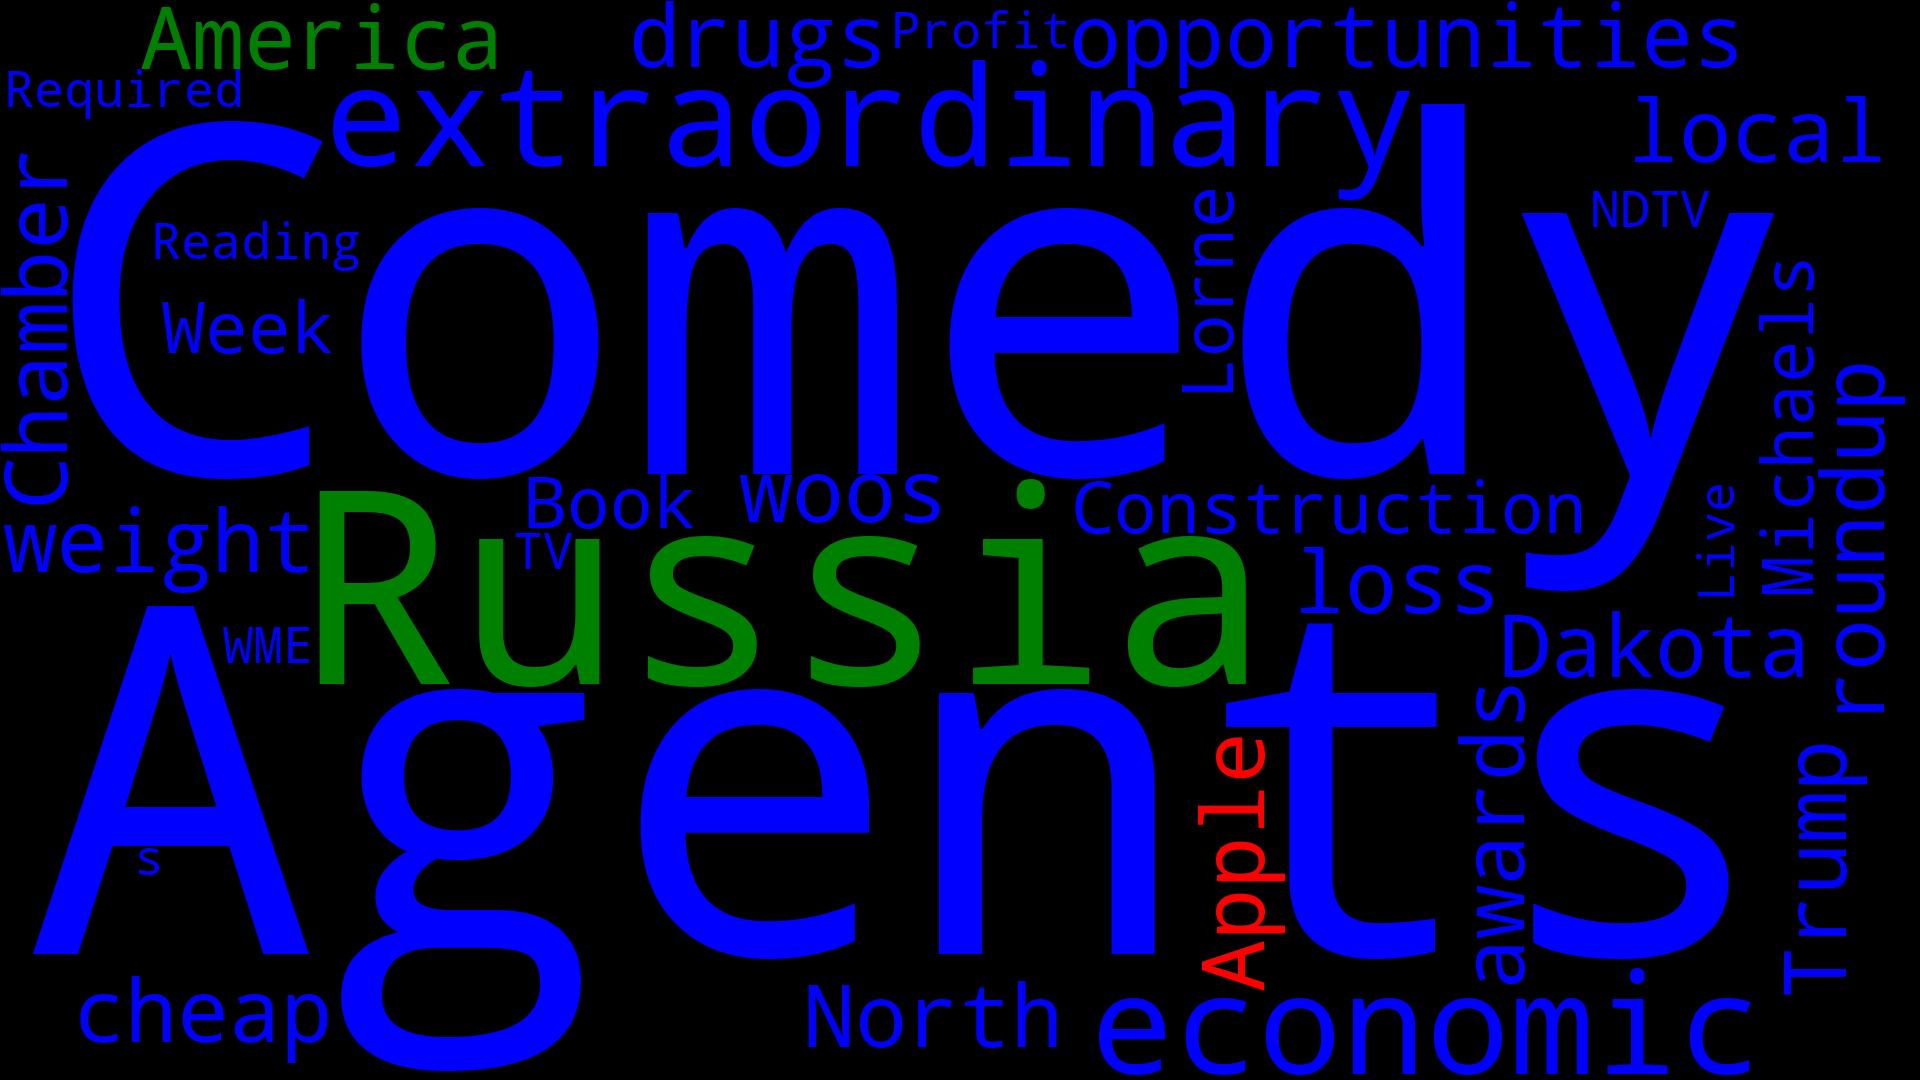 America
drugs
Profit
opportunities
Required
extraordinary
local
Chamber
Comedy
Reading
Lorne
NDTV
Week
Michaels
roundup
weight
Russia
Book
woos
Construction
Live
TV
loss
WME
Dakota
Agents
Apple
awards
Trump
s
cheap
North
economic